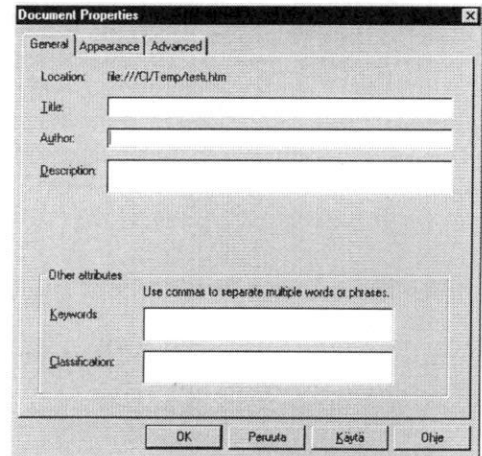 Document Properties
General Appearance Advanced
Location: file:///C|/Temp/testi.htm
Title:
Author:
Description:
Other attributes
Use commas to separate multiple words or phrases.
Keywords
Classification:
OK Peruuta Käytä Ohje